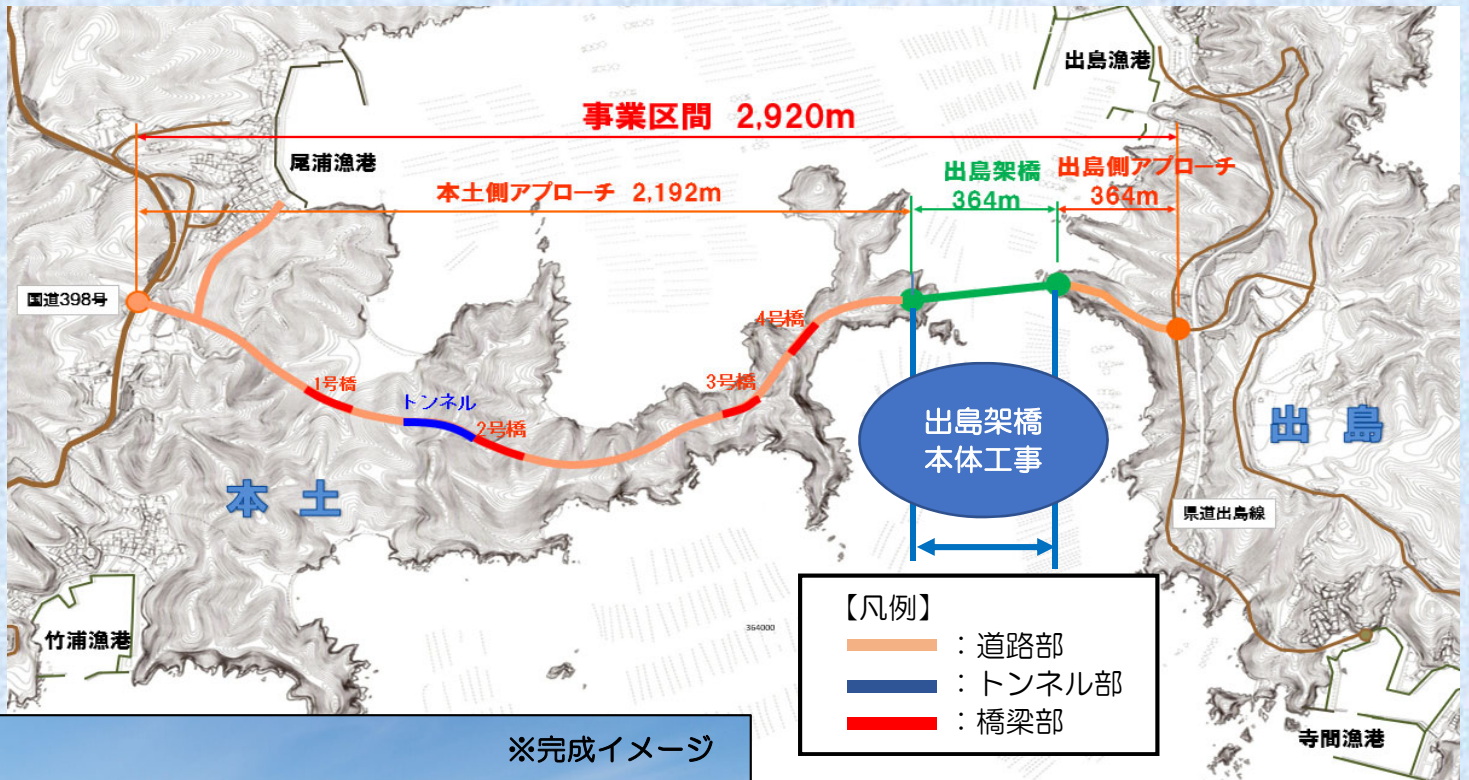 出島漁港
事業区間 2,920m
尾浦漁港
本土側アプローチ 2,192m
出島架橋
364m
出島側アプローチ
364m
国道398号
4号橋
3号橋
1号橋
トンネル
2号橋
出島架橋
本体工事
出島
本土
県道出島線
竹浦漁港
364000
【凡例】
：道路部
：トンネル部
：橋梁部
寺間漁港
※完成イメージ